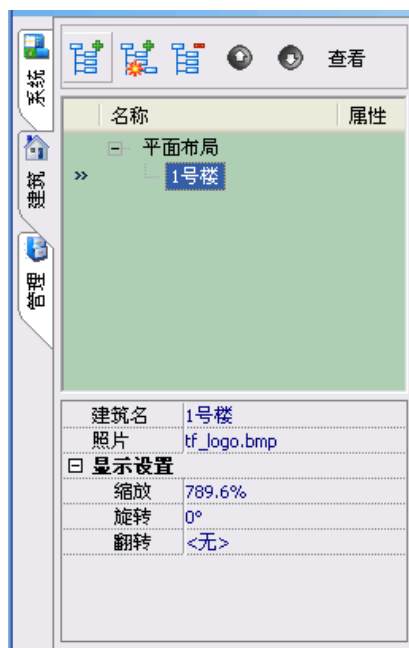 系统
建筑
管理
查看
名称 属性
平面布局
1号楼
建筑名 1号楼
照片 tf_logo.bmp
显示设置
缩放 789.6%
旋转 0°
翻转 <无>